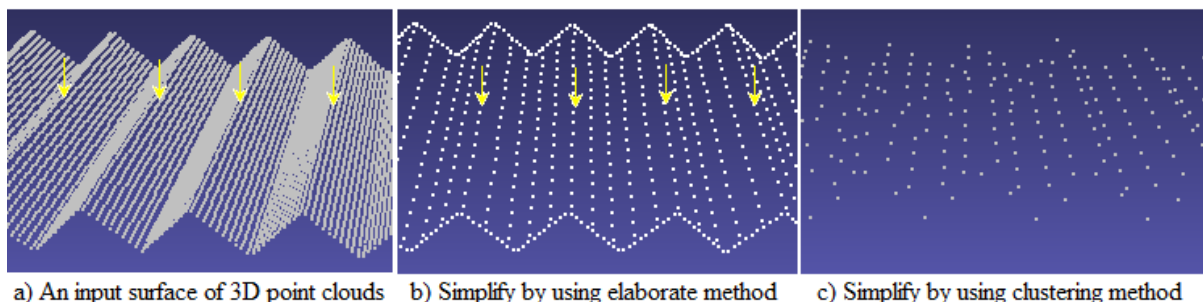 a) An input surface of 3D point clouds
b) Simplify by using elaborate method
c) Simplify by using clustering method